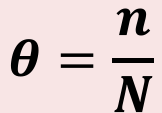 θ = n/N